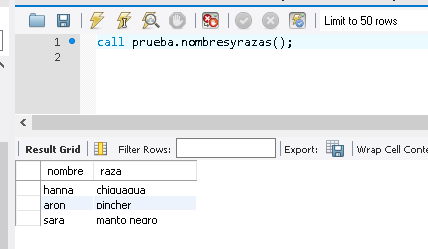 Limit to 50 rows
1 call prueba.nombresyrazas();
2
Result Grid Filter Rows: Export: Wrap Cell Conte
nombre raza
hanna chiguagua
aron pincher
sara manto negro